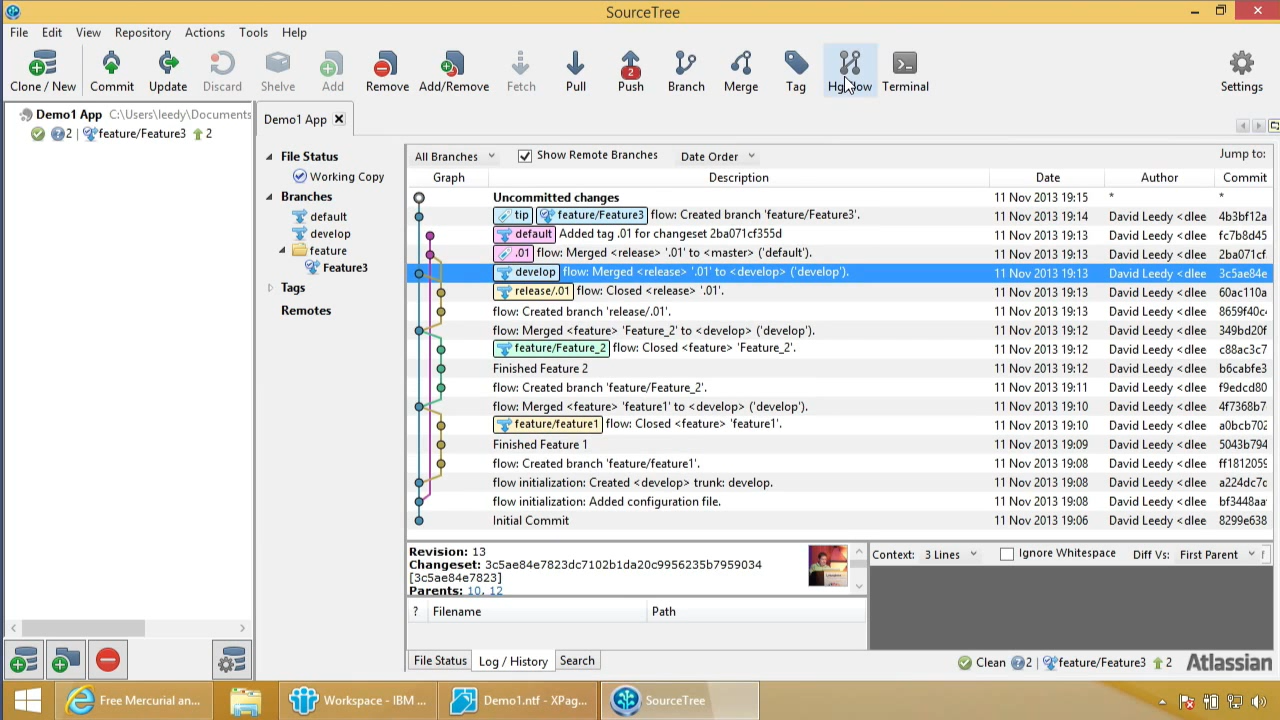 SourceTree
File Edit View Repository Actions Tools Help
Clone / New Commit Update Discard Shelve Add Remove Add/Remove Fetch Pull 2 Push Branch Merge Tag Terminal Settings
Demo1 App C:\Users\leedy\Documents
2 | feature/Feature3 2
Demo1 App
File Status
Working Copy
Branches
default
develop
feature
Feature3
Tags
Remotes
All Branches Show Remote Branches Date Order Jump to:
Graph Description Date Author Commit
Uncommitted changes 11 Nov 2013 19:15 * *
tip feature/Feature3 flow: Created branch 'feature/Feature3'. 11 Nov 2013 19:14 David Leedy <dlee 4b3bf12a
default Added tag .01 for changeset 2ba071cf355d 11 Nov 2013 19:13 David Leedy <dlee fc7b8d45
.01 flow: Merged <release> '.01' to <master> ('default'). 11 Nov 2013 19:13 David Leedy <dlee 2ba071cf
develop flow: Merged <release> '.01' to <develop> ('develop'). 11 Nov 2013 19:13 David Leedy <dlee 3c5ae84e
release/.01 flow: Closed <release> '.01'. 11 Nov 2013 19:13 David Leedy <dlee 60ac110a
flow: Created branch 'release/.01'. 11 Nov 2013 19:13 David Leedy <dlee 8659f40c
flow: Merged <feature> 'Feature_2' to <develop> ('develop'). 11 Nov 2013 19:12 David Leedy <dlee 349bd20f
feature/Feature_2 flow: Closed <feature> 'Feature_2'. 11 Nov 2013 19:12 David Leedy <dlee c88ac3c7
Finished Feature 2 11 Nov 2013 19:12 David Leedy <dlee b6cabfe3
flow: Created branch 'feature/Feature_2'. 11 Nov 2013 19:11 David Leedy <dlee f9edcd80
flow: Merged <feature> 'feature1' to <develop> ('develop'). 11 Nov 2013 19:10 David Leedy <dlee 4f7368b7
feature/feature1 flow: Closed <feature> 'feature1'. 11 Nov 2013 19:10 David Leedy <dlee a0bcb702
Finished Feature 1 11 Nov 2013 19:09 David Leedy <dlee 5043b794
flow: Created branch 'feature/feature1'. 11 Nov 2013 19:08 David Leedy <dlee ff181205
flow initialization: Created <develop> trunk: develop. 11 Nov 2013 19:08 David Leedy <dlee a224dc7c
flow initialization: Added configuration file. 11 Nov 2013 19:08 David Leedy <dlee bf3448aa
Initial Commit 11 Nov 2013 19:06 David Leedy <dlee 8299e638
Revision: 13
Changeset: 3c5ae84e7823dc7102b1da20c9956235b7959034
[3c5ae84e7823]
Parents: 10, 12
Context: 3 Lines Ignore Whitespace Diff Vs: First Parent
? Filename Path
File Status Log / History Search
Clean 2 | feature/Feature3 2 Atlassian
Free Mercurial an... Workspace - IBM ... Demo1.ntf - XPag... SourceTree